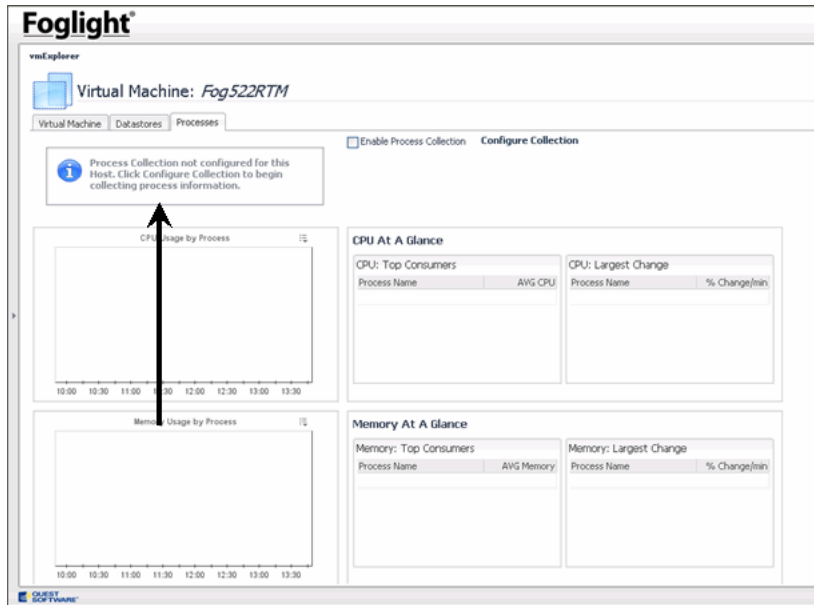 Foglight®
vmExplorer
Virtual Machine: Fog522RTM
Virtual Machine Datastores Processes
Process Collection not configured for this
Host. Click Configure Collection to begin
collecting process information.
Enable Process Collection Configure Collection
CPU Usage by Process
10:00 10:30 11:00 11:30 12:00 12:30 13:00 13:30
CPU At A Glance
CPU: Top Consumers
Process Name AVG CPU
CPU: Largest Change
Process Name % Change/min
Memory Usage by Process
10:00 10:30 11:00 11:30 12:00 12:30 13:00 13:30
Memory At A Glance
Memory: Top Consumers
Process Name AVG Memory
Memory: Largest Change
Process Name % Change/min
QUEST
SOFTWARE®